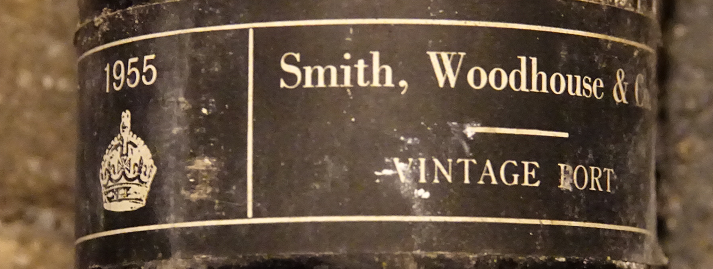 1955
Smith, Woodhouse &
VINTAGE PORT